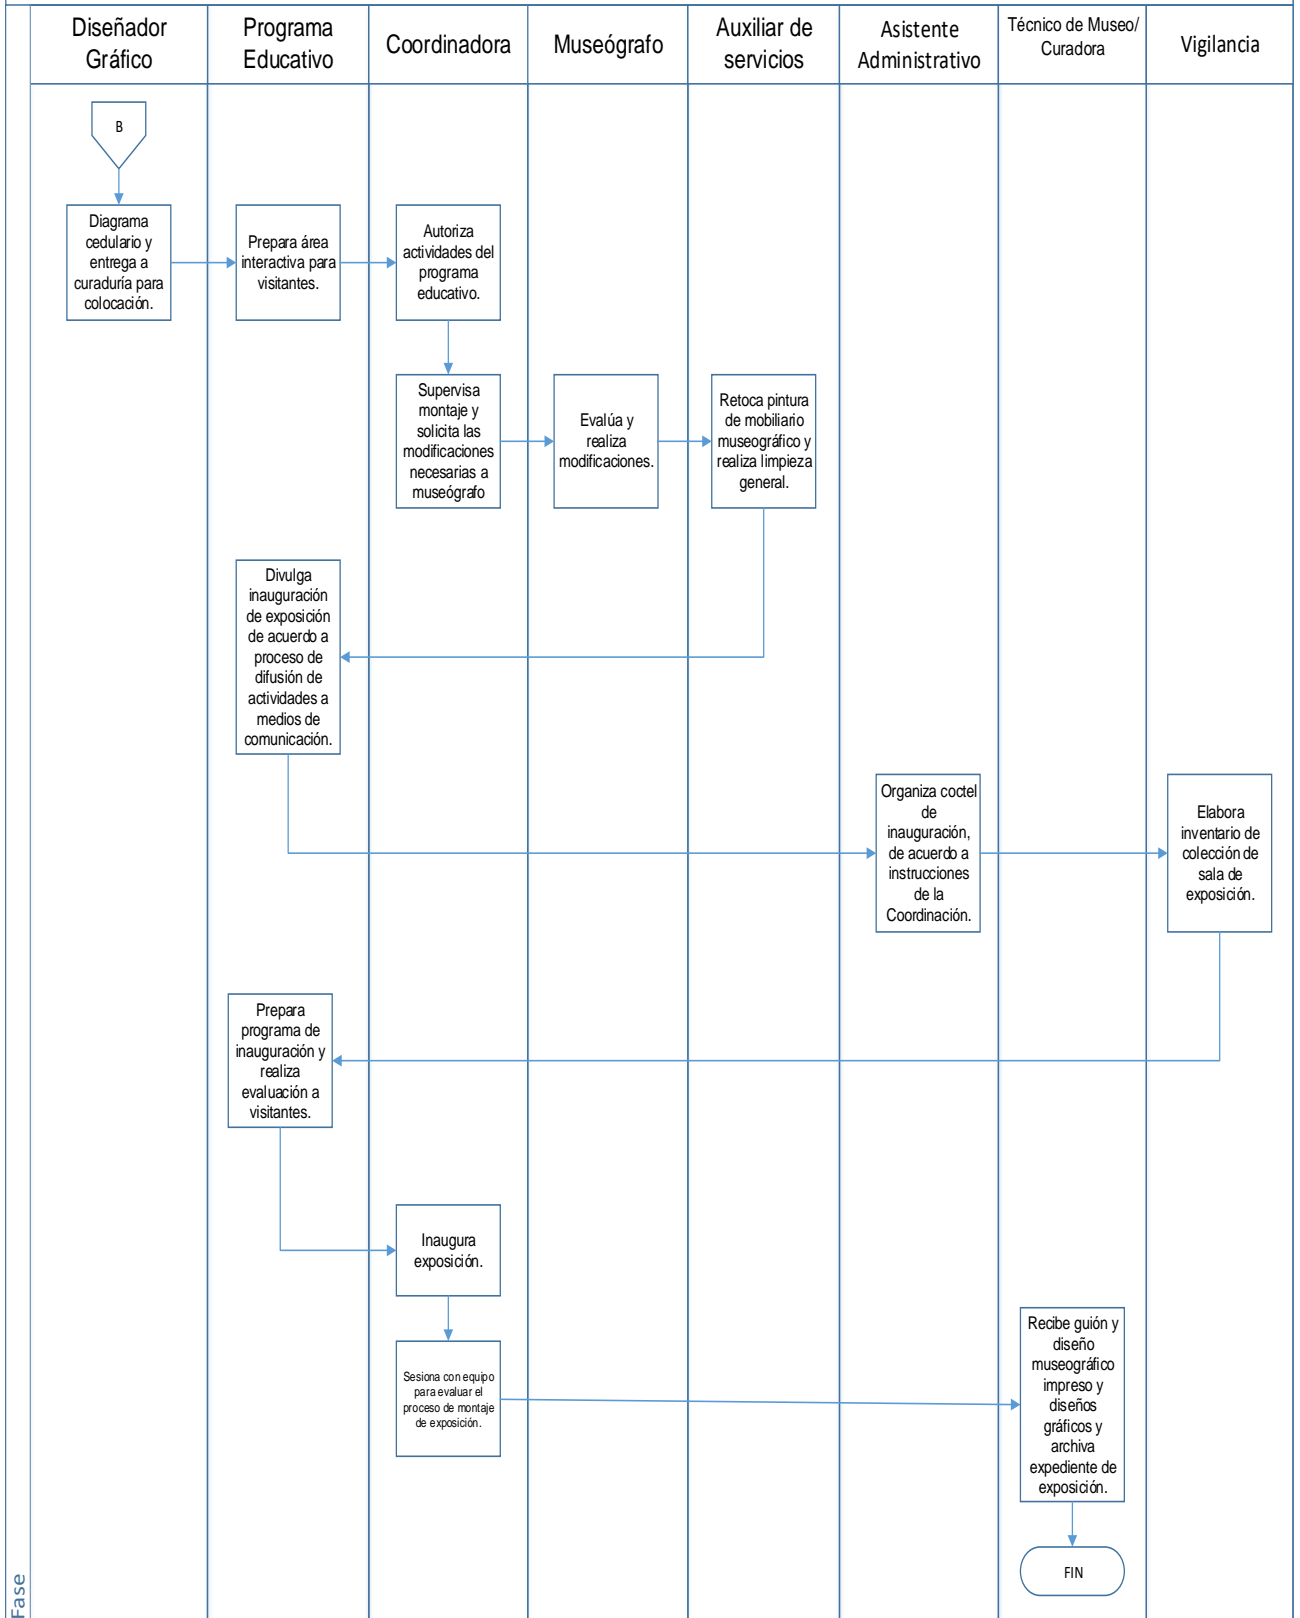 Diseñador
Gráfico
Programa
Educativo
Coordinadora
Museógrafo
Auxiliar de
servicios
Asistente
Administrativo
Técnico de Museo/
Curadora
Vigilancia
B
Diagrama
cedulario y
entrega a
curaduría para
colocación.
Prepara área
interactiva para
visitantes.
Autoriza
actividades del
programa
educativo.
Supervisa
montaje y
solicita las
modificaciones
necesarias a
museógrafo
Evalúa y
realiza
modificaciones.
Retoca pintura
de mobiliario
museográfico y
realiza limpieza
general.
Divulga
inauguración
de exposición
de acuerdo a
proceso de
difusión de
actividades a
medios de
comunicación.
Organiza coctel
de
inauguración,
de acuerdo a
instrucciones
de la
Coordinación.
Elabora
inventario de
colección de
sala de
exposición.
Prepara
programa de
inauguración y
realiza
evaluación a
visitantes.
Inaugura
exposición.
Sesiona con equipo
para evaluar el
proceso de montaje
de exposición.
Recibe guión y
diseño
museográfico
impreso y
diseños
gráficos y
archiva
expediente de
exposición.
FIN
Fase